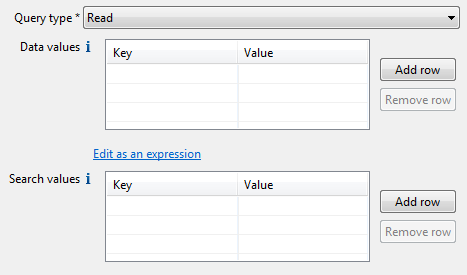 Query type * Read
Data values i Key Value Add row
Remove row
Edit as an expression
Search values i Key Value Add row
Remove row